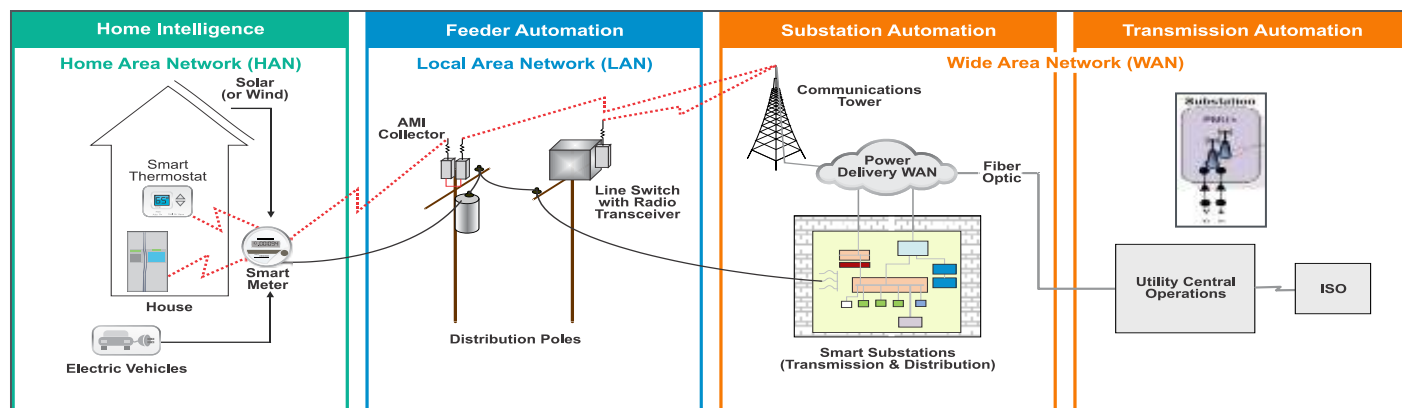 Home Intelligence
Home Area Network (HAN)
Solar
(or Wind)
Smart
Thermostat
65°
Smart
Meter
House
Electric Vehicles
Feeder Automation
Local Area Network (LAN)
AMI
Collector
Line Switch
with Radio
Transceiver
Distribution Poles
Substation Automation
Transmission Automation
Wide Area Network (WAN)
Communications
Tower
Power
Delivery WAN
Fiber
Optic
Smart Substations
(Transmission & Distribution)
Substation
PMUs
Utility Central
Operations
ISO